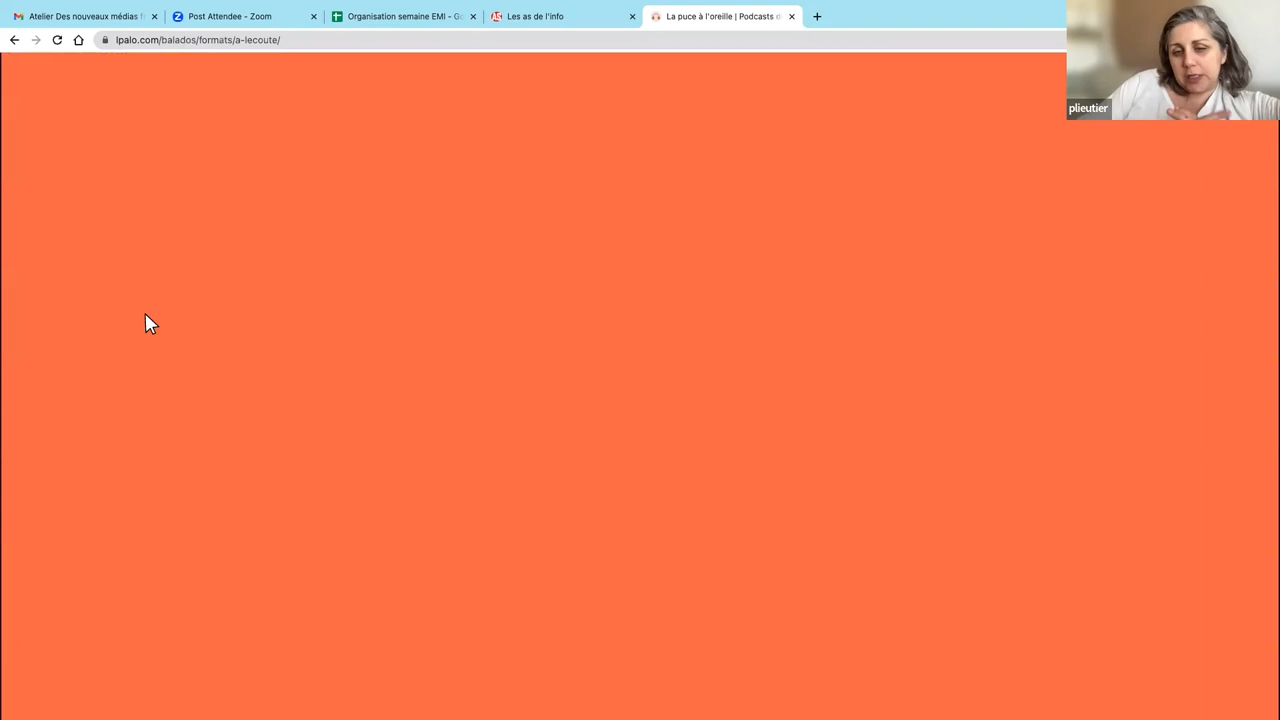 Atelier Des nouveaux médias
Post Attendee - Zoom
Organisation semaine EMI - Go
Les as de l'info
La puce à l'oreille | Podcasts d
lpalo.com/balados/formats/a-lecoute/
plieutier